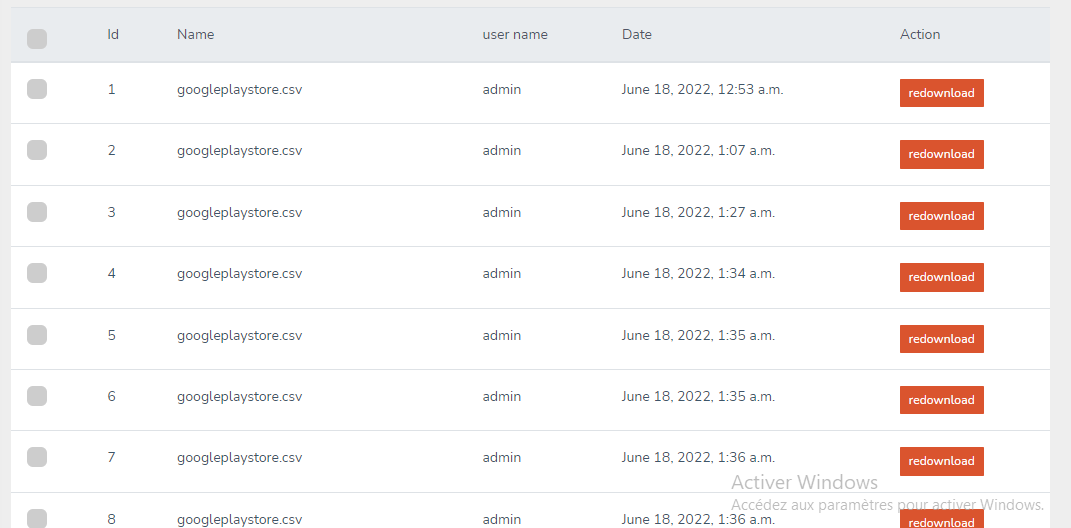 Id Name user name Date Action
1 googleplaystore.csv admin June 18, 2022, 12:53 a.m. redownload
2 googleplaystore.csv admin June 18, 2022, 1:07 a.m. redownload
3 googleplaystore.csv admin June 18, 2022, 1:27 a.m. redownload
4 googleplaystore.csv admin June 18, 2022, 1:34 a.m. redownload
5 googleplaystore.csv admin June 18, 2022, 1:35 a.m. redownload
6 googleplaystore.csv admin June 18, 2022, 1:35 a.m. redownload
7 googleplaystore.csv admin June 18, 2022, 1:36 a.m. redownload
Activer Windows
Accédez aux paramètres pour activer Windows.
8 googleplaystore.csv admin June 18, 2022, 1:36 a.m. redownload